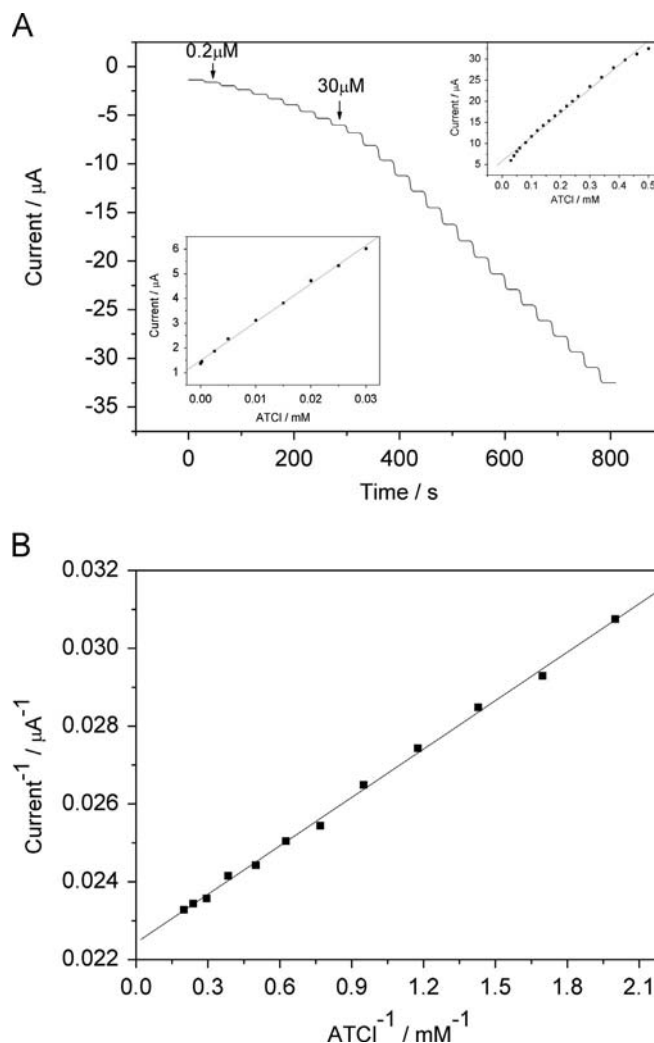 A
0
-5
-10
-15
-20
-25
-30
-35
Current / μA
0 200 400 600 800
Time / s
0.2μM
30μM
35
30
25
20
15
10
5
Current / μA
0.0 0.1 0.2 0.3 0.4 0.5
ATCl / mM
6
5
4
3
2
1
Current / μA
0.00 0.01 0.02 0.03
ATCl / mM
B
0.032
0.030
0.028
0.026
0.024
0.022
Current⁻¹ / μA⁻¹
0.0 0.3 0.6 0.9 1.2 1.5 1.8 2.1
ATCl⁻¹ / mM⁻¹